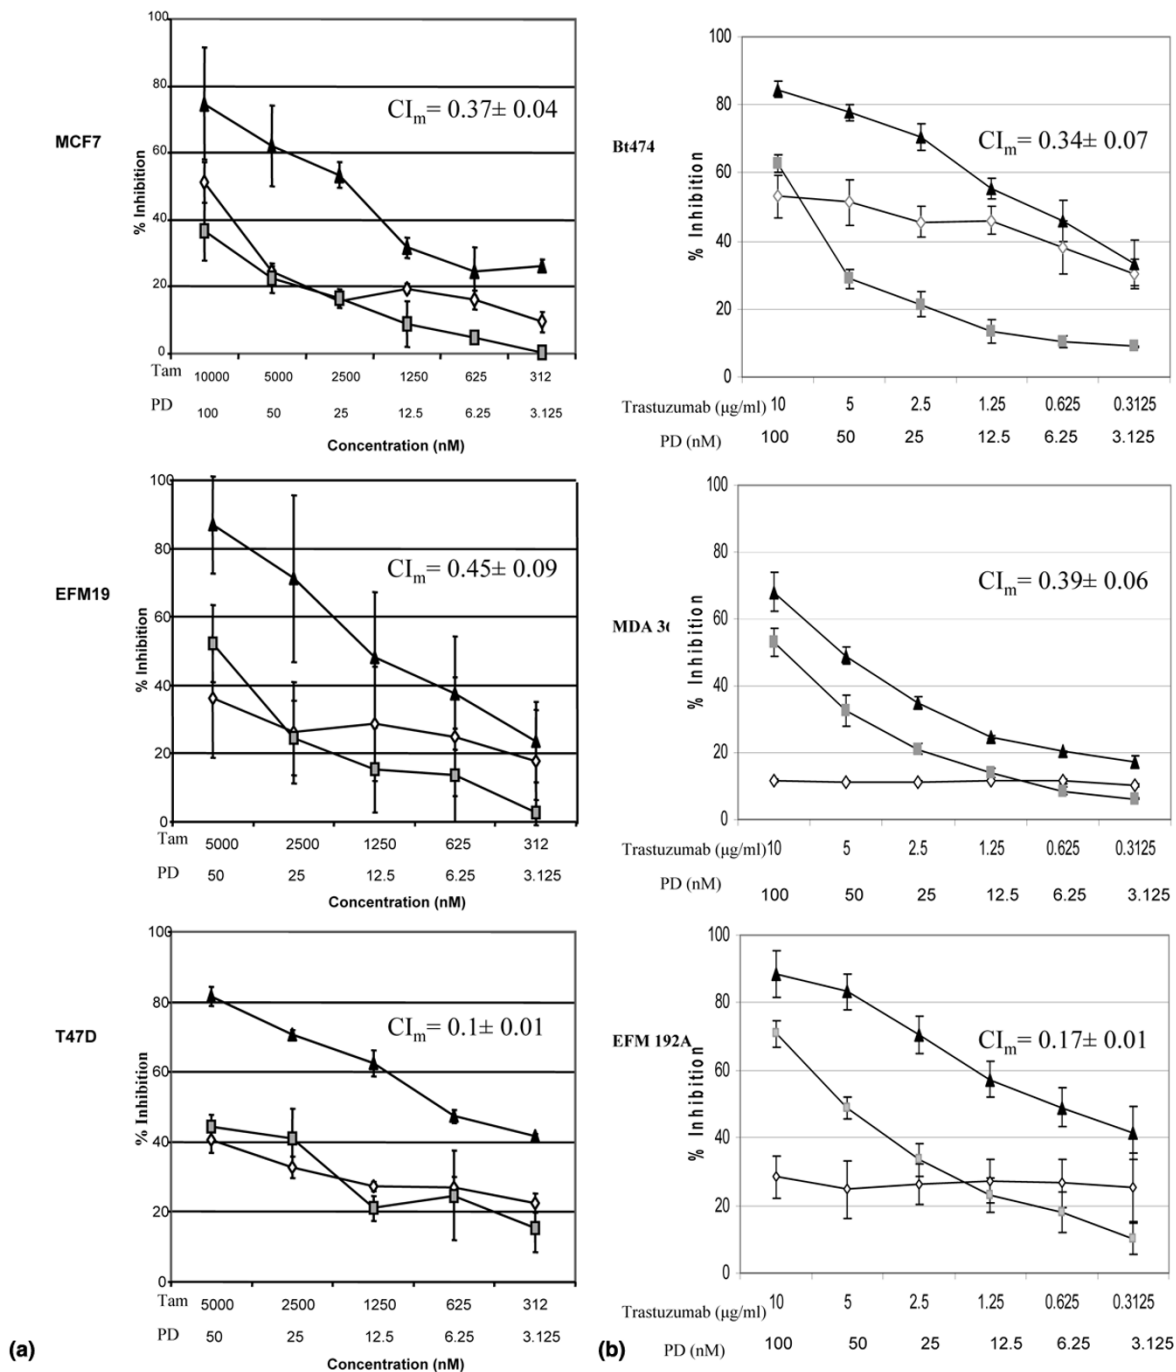 MCF7
% Inhibition
100
80
60
40
20
0
CIm= 0.37± 0.04
Tam 10000 5000 2500 1250 625 312
PD 100 50 25 12.5 6.25 3.125
Concentration (nM)
EFM19
% Inhibition
100
80
60
40
20
0
CIm= 0.45± 0.09
Tam 5000 2500 1250 625 312
PD 50 25 12.5 6.25 3.125
Concentration (nM)
T47D
% Inhibition
100
80
60
40
20
0
CIm= 0.1± 0.01
Tam 5000 2500 1250 625 312
PD 50 25 12.5 6.25 3.125
Concentration (nM)
(a)
Bt474
% Inhibition
100
80
60
40
20
0
CIm= 0.34± 0.07
Trastuzumab (µg/ml) 10 5 2.5 1.25 0.625 0.3125
PD (nM) 100 50 25 12.5 6.25 3.125
MDA
% Inhibition
100
80
60
40
20
0
CIm= 0.39± 0.06
Trastuzumab (µg/ml) 10 5 2.5 1.25 0.625 0.3125
PD (nM) 100 50 25 12.5 6.25 3.125
EFM 192A
% Inhibition
100
80
60
40
20
0
CIm= 0.17± 0.01
Trastuzumab (µg/ml) 10 5 2.5 1.25 0.625 0.3125
PD (nM) 100 50 25 12.5 6.25 3.125
(b)